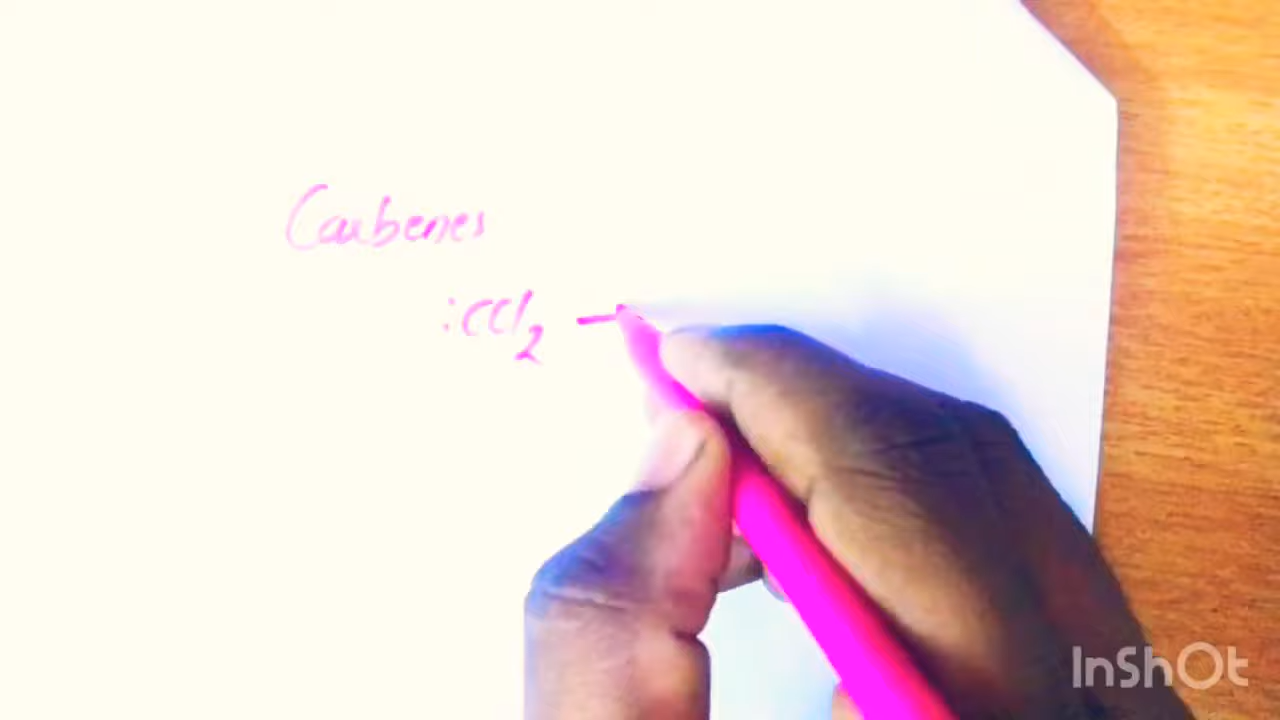 Carbenes
:CCl₂ –
InShOt